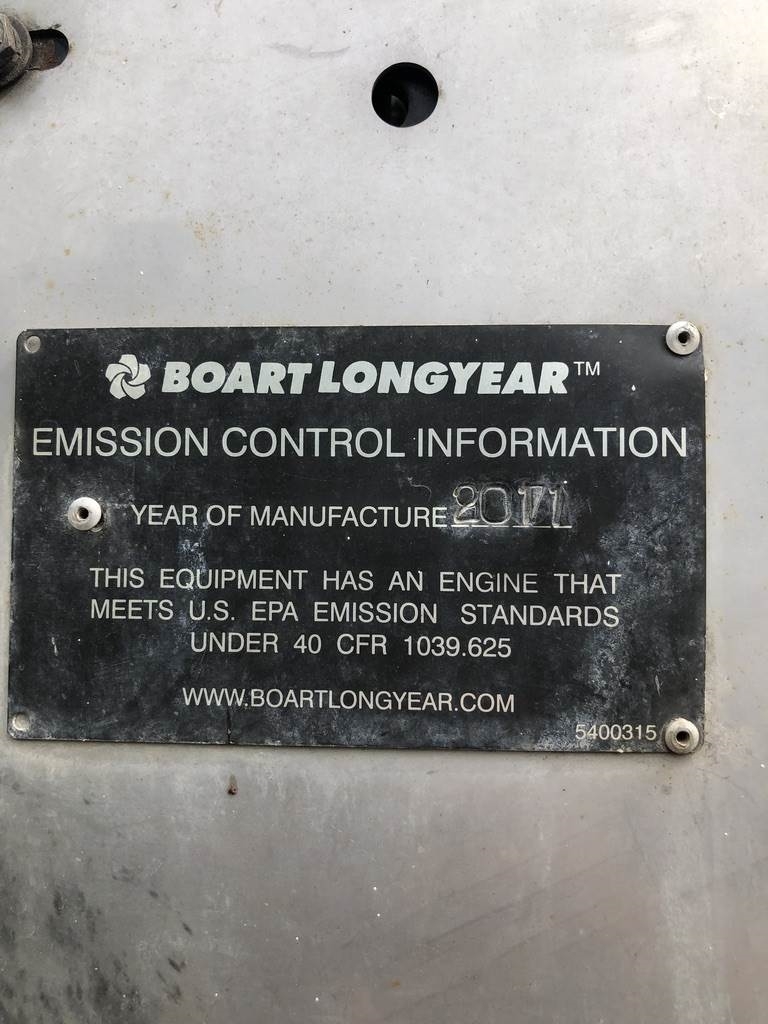 BOART LONGYEAR™
EMISSION CONTROL INFORMATION
YEAR OF MANUFACTURE 2011
THIS EQUIPMENT HAS AN ENGINE THAT
MEETS U.S. EPA EMISSION STANDARDS
UNDER 40 CFR 1039.625
WWW.BOARTLONGYEAR.COM
5400315